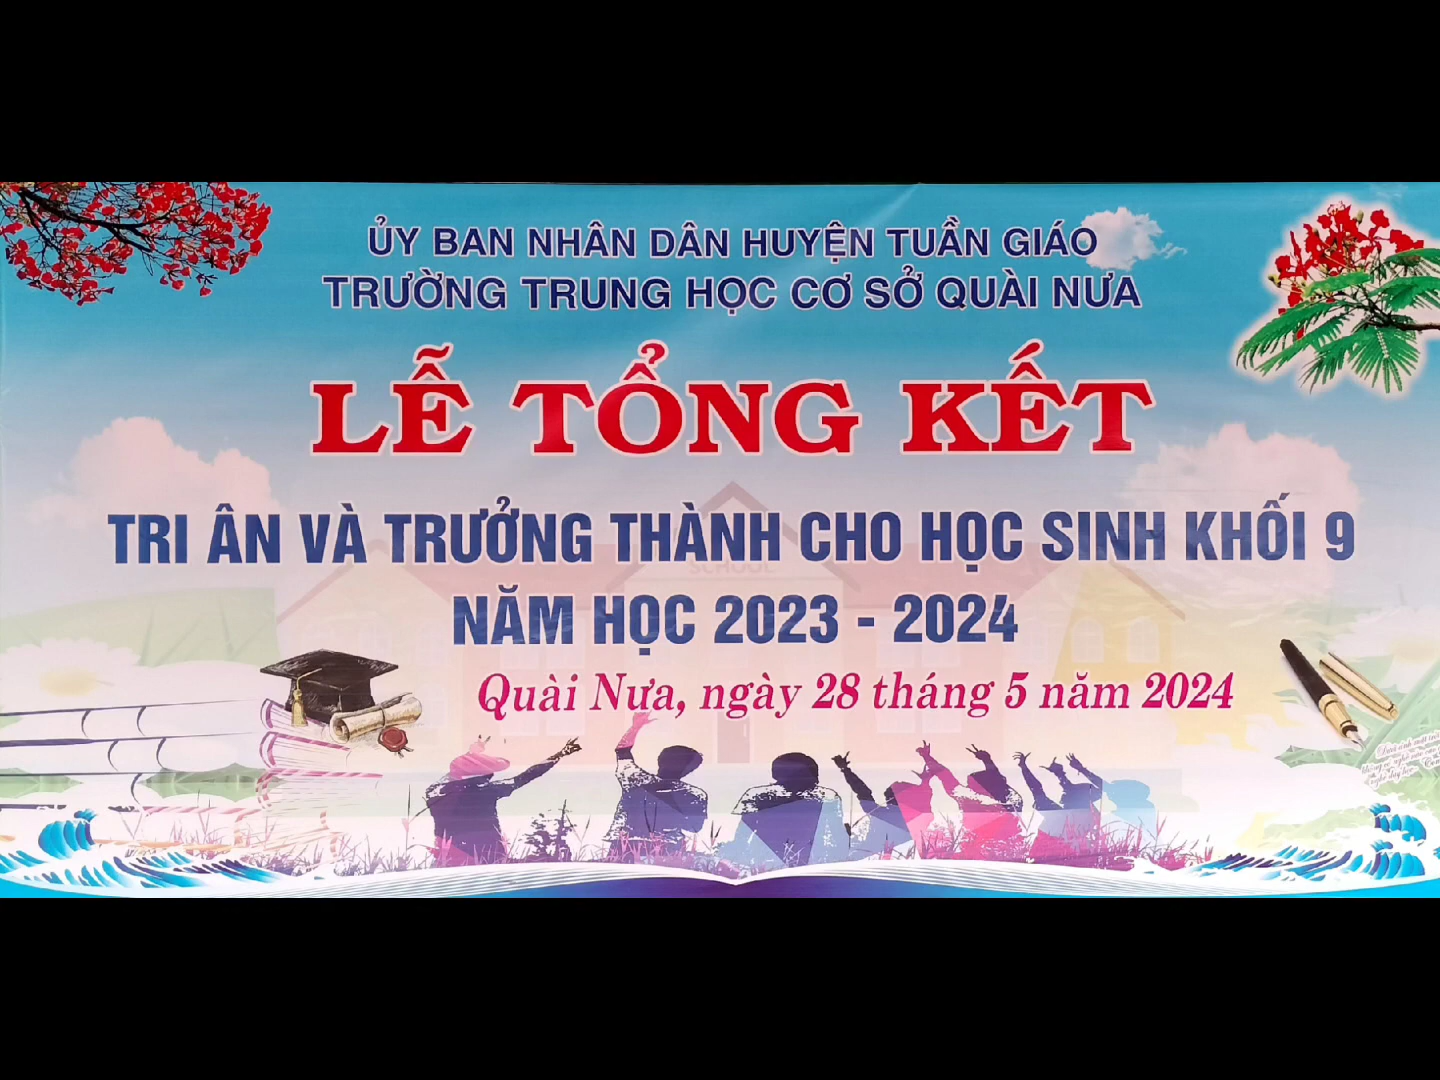 ỦY BAN NHÂN DÂN HUYỆN TUẦN GIÁO
TRƯỜNG TRUNG HỌC CƠ SỞ QUÀI NƯA
LỄ TỔNG KẾT
TRI ÂN VÀ TRƯỞNG THÀNH CHO HỌC SINH KHỐI 9
SCHOOL
NĂM HỌC 2023 - 2024
Quài Nưa, ngày 28 tháng 5 năm 2024